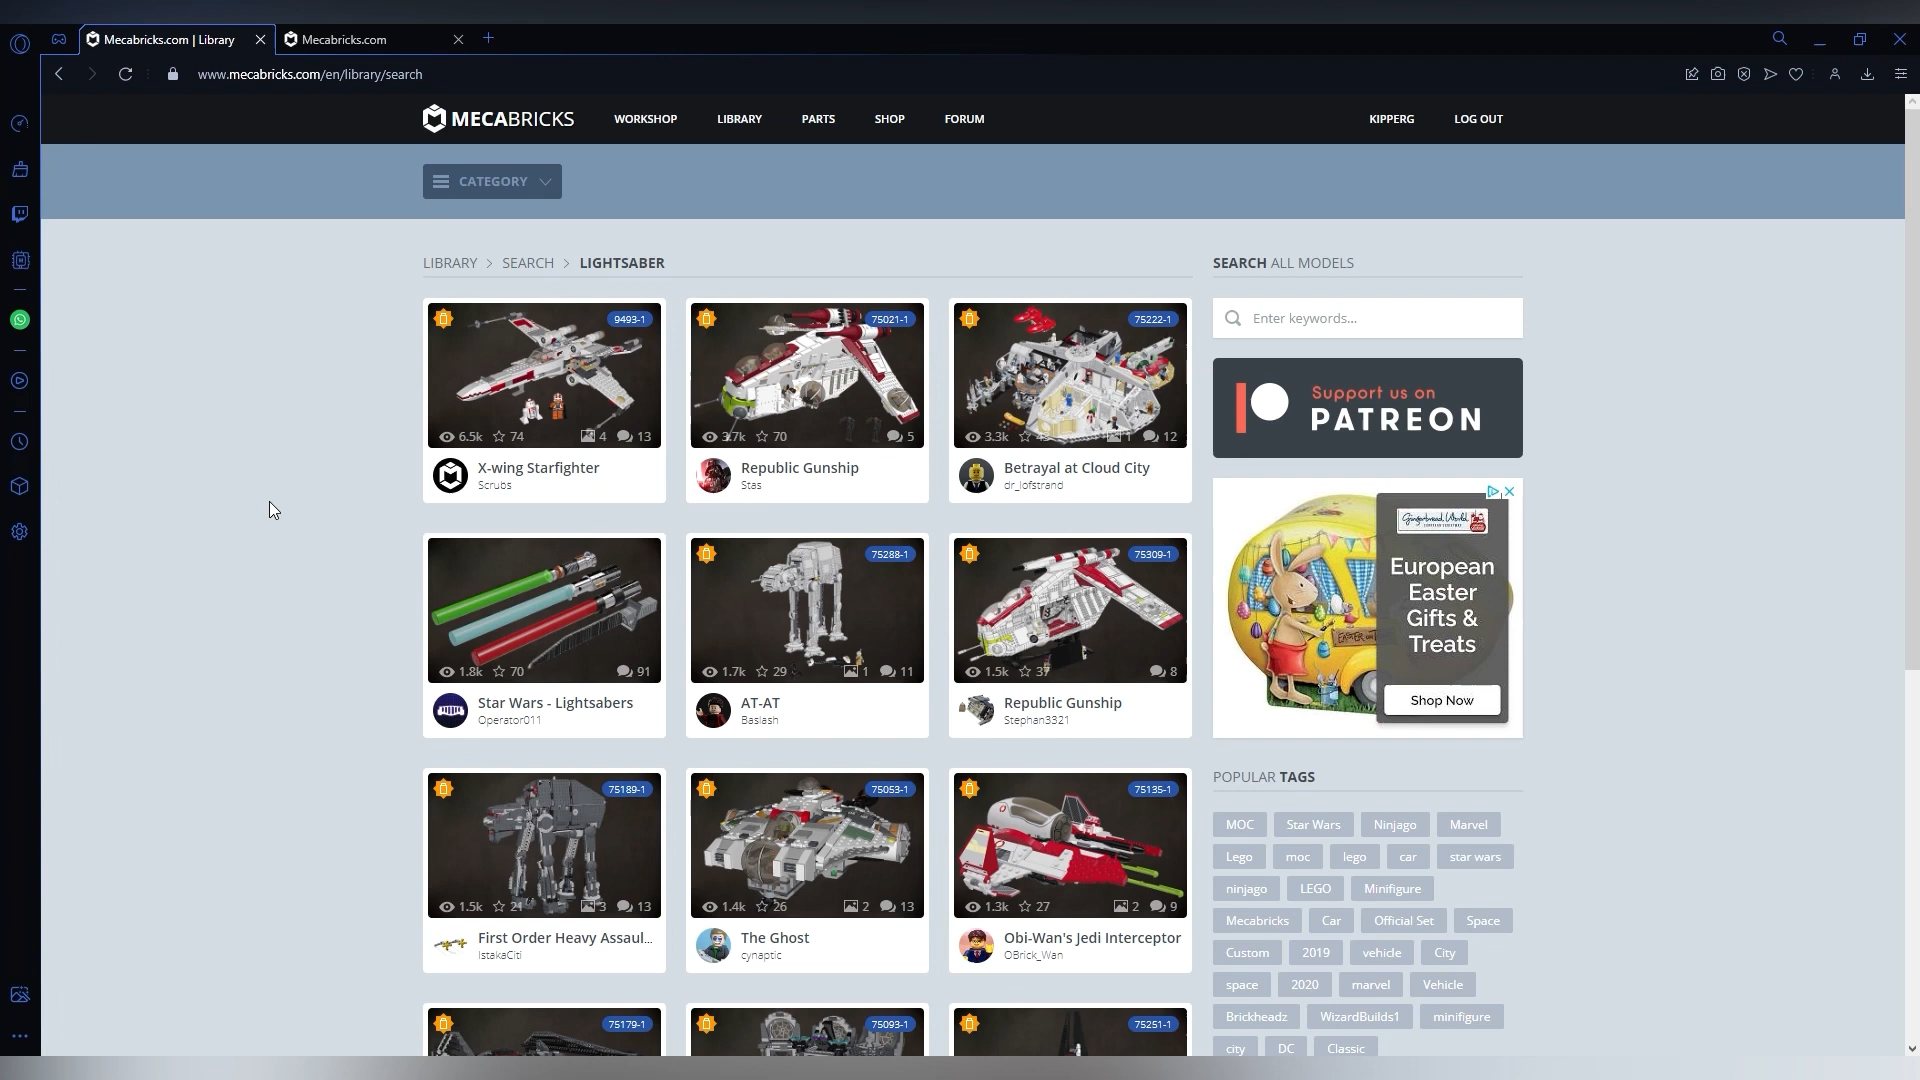 Mecabricks.com | Library
Mecabricks.com
www.mecabricks.com/en/library/search
MECABRICKS
WORKSHOP
LIBRARY
PARTS
SHOP
FORUM
KIPPERG
LOG OUT
CATEGORY
LIBRARY > SEARCH > LIGHTSABER
SEARCH ALL MODELS
Enter keywords...
9493-1
6.5k 74 4 13
X-wing Starfighter
Scrubs
75021-1
3.7k 70 5
Republic Gunship
Stas
75222-1
3.3k 1 12
Betrayal at Cloud City
dr_lofstrand
Support us on
PATREON
Gingerbread World
European
Easter
Gifts &
Treats
Shop Now
1.8k 70 91
Star Wars - Lightsabers
Operator011
75288-1
1.7k 29 1 11
AT-AT
Baslash
75309-1
1.5k 37 8
Republic Gunship
Stephan3321
75189-1
1.5k 21 3 13
First Order Heavy Assaul...
IstakaCiti
75053-1
1.4k 26 2 13
The Ghost
cynaptic
75135-1
1.3k 27 2 9
Obi-Wan's Jedi Interceptor
OBrick_Wan
75179-1
75093-1
75251-1
POPULAR TAGS
MOC Star Wars Ninjago Marvel
Lego moc lego car star wars
ninjago LEGO Minifigure
Mecabricks Car Official Set Space
Custom 2019 vehicle City
space 2020 marvel Vehicle
Brickheadz WizardBuilds1 minifigure
city DC Classic